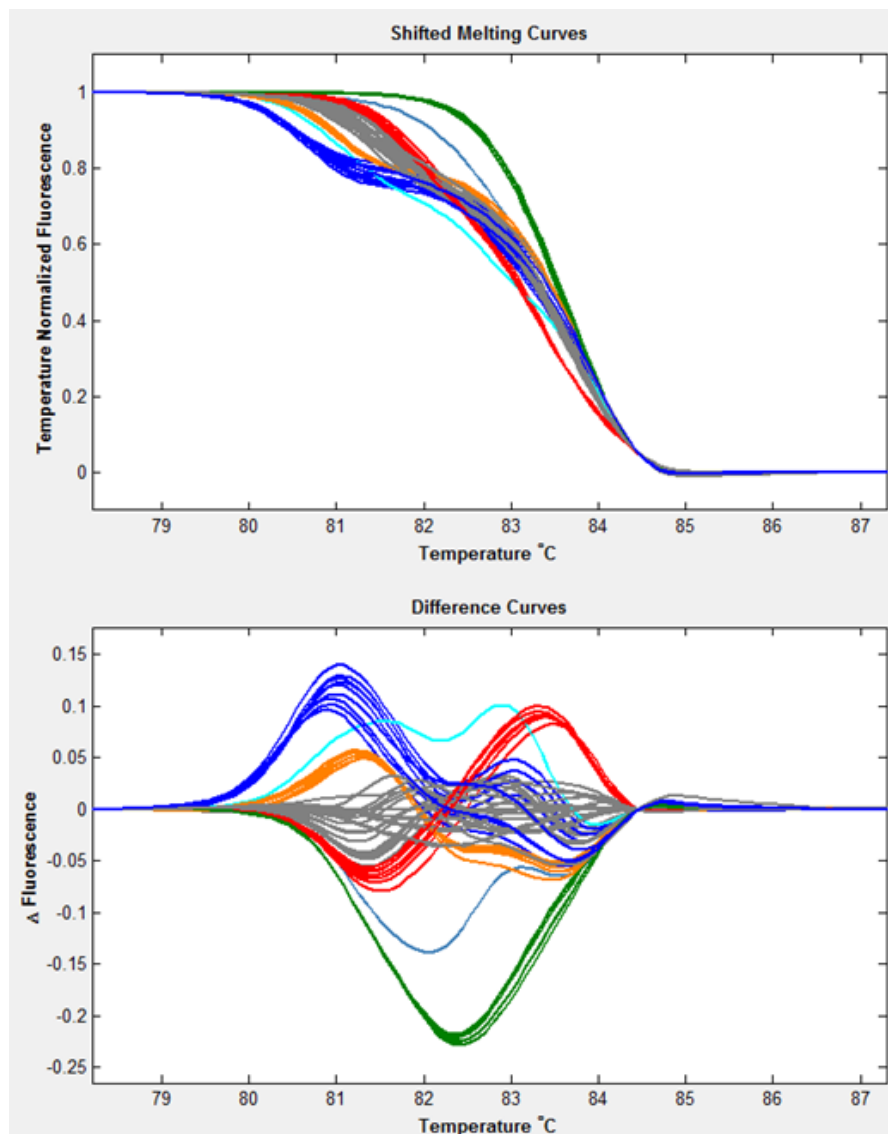 Shifted Melting Curves
Temperature Normalized Fluorescence
1
0.8
0.6
0.4
0.2
0
79 80 81 82 83 84 85 86 87
Temperature °C
Difference Curves
Δ Fluorescence
0.15
0.1
0.05
0
-0.05
-0.1
-0.15
-0.2
-0.25
79 80 81 82 83 84 85 86 87
Temperature °C